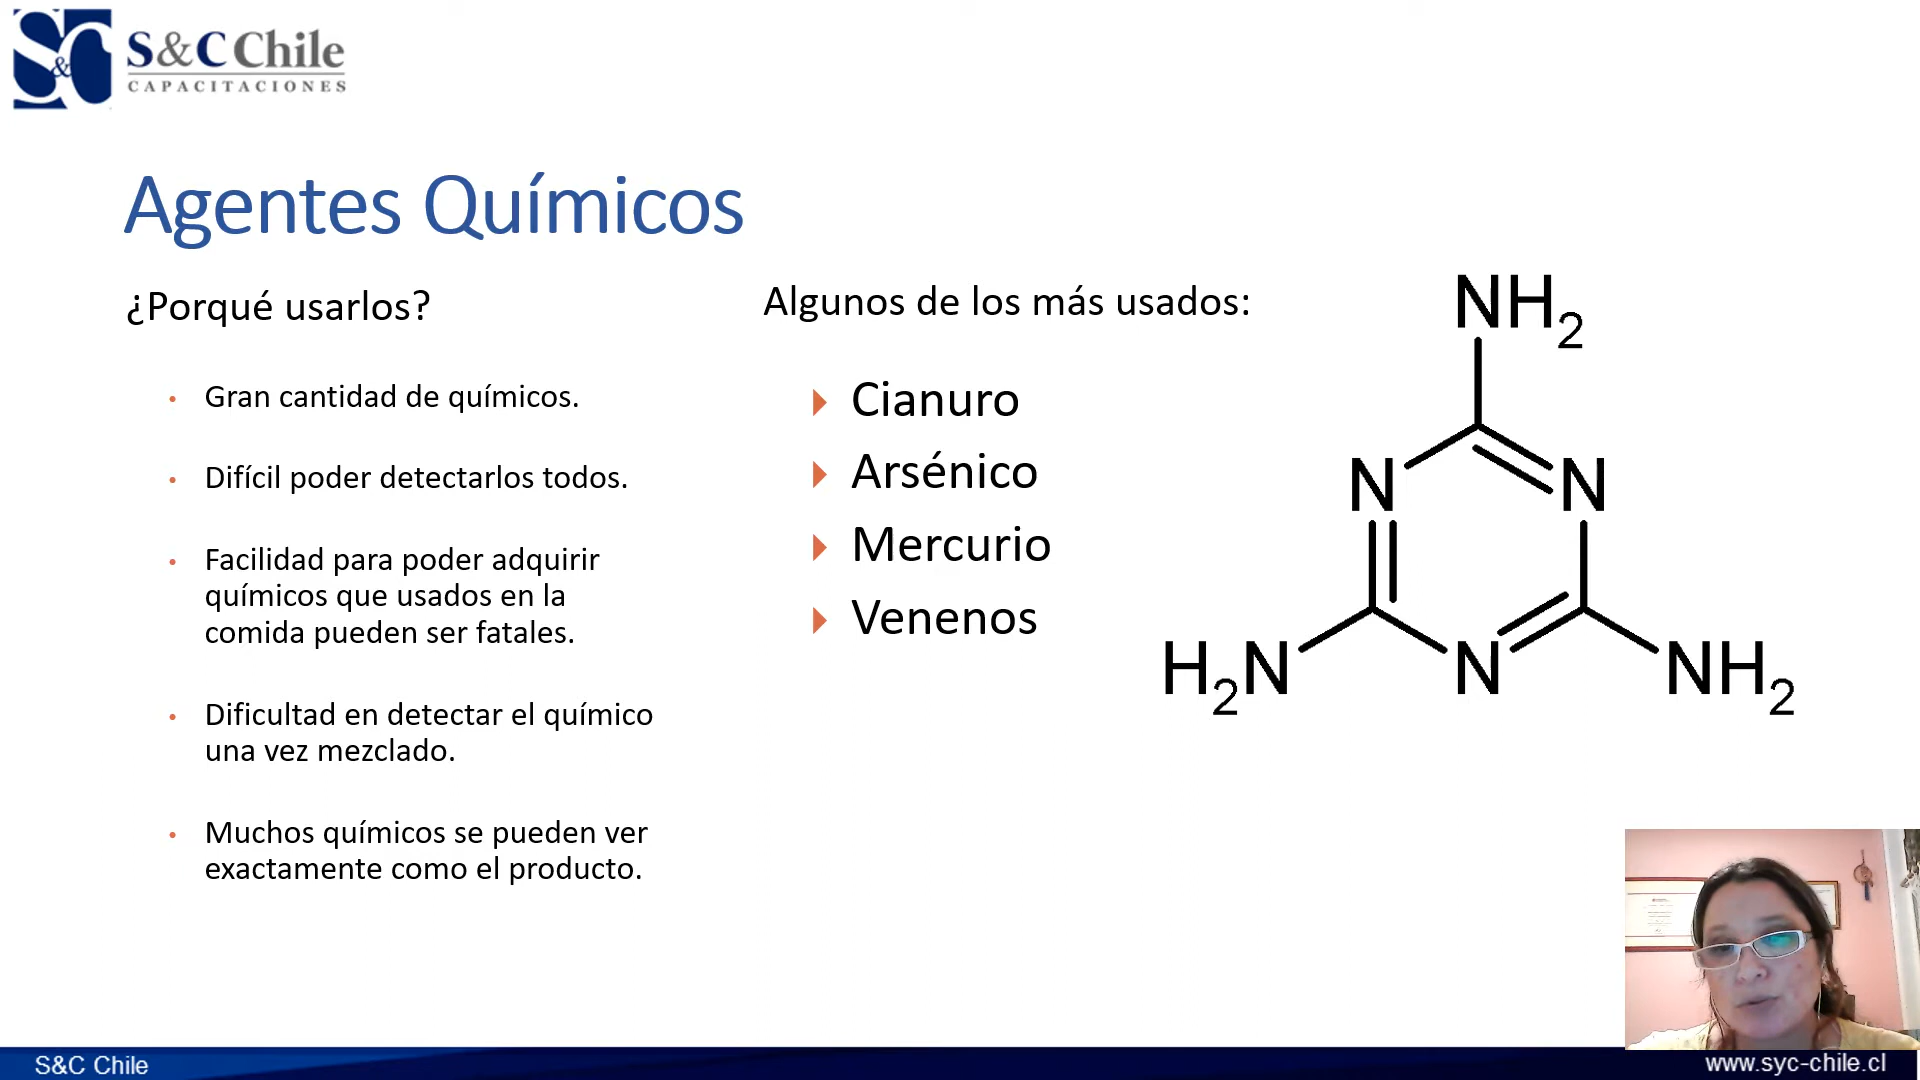 S&C Chile
CAPACITACIONES
Agentes Químicos
¿Porqué usarlos?
Gran cantidad de químicos.
Difícil poder detectarlos todos.
Facilidad para poder adquirir
químicos que usados en la
comida pueden ser fatales.
Dificultad en detectar el químico
una vez mezclado.
Muchos químicos se pueden ver
exactamente como el producto.
Algunos de los más usados:
Cianuro
Arsénico
Mercurio
Venenos
NH2
N
N
H2N
N
NH2
S&C Chile
www.syc-chile.cl